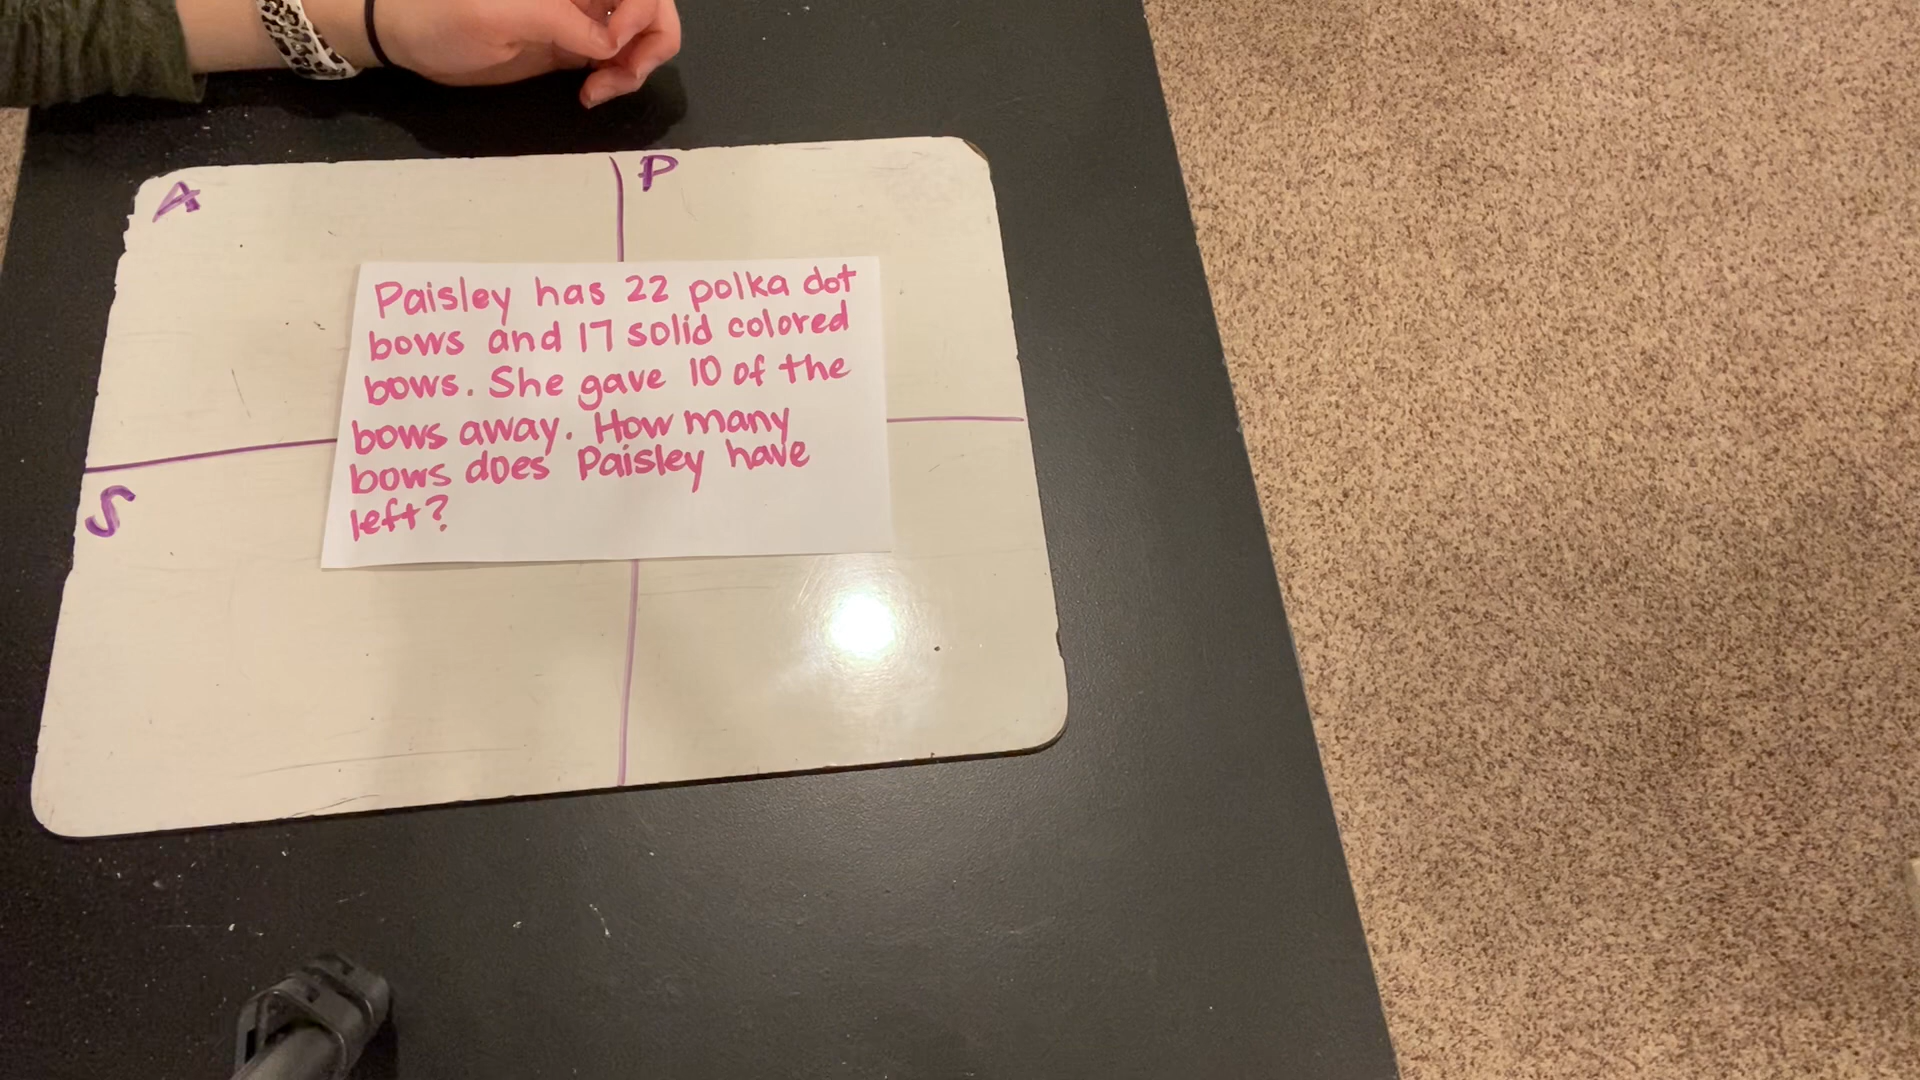 A
P
Paisley has 22 polka dot
bows and 17 solid colored
bows. She gave 10 of the
bows away. How many
bows does Paisley have
left?
S